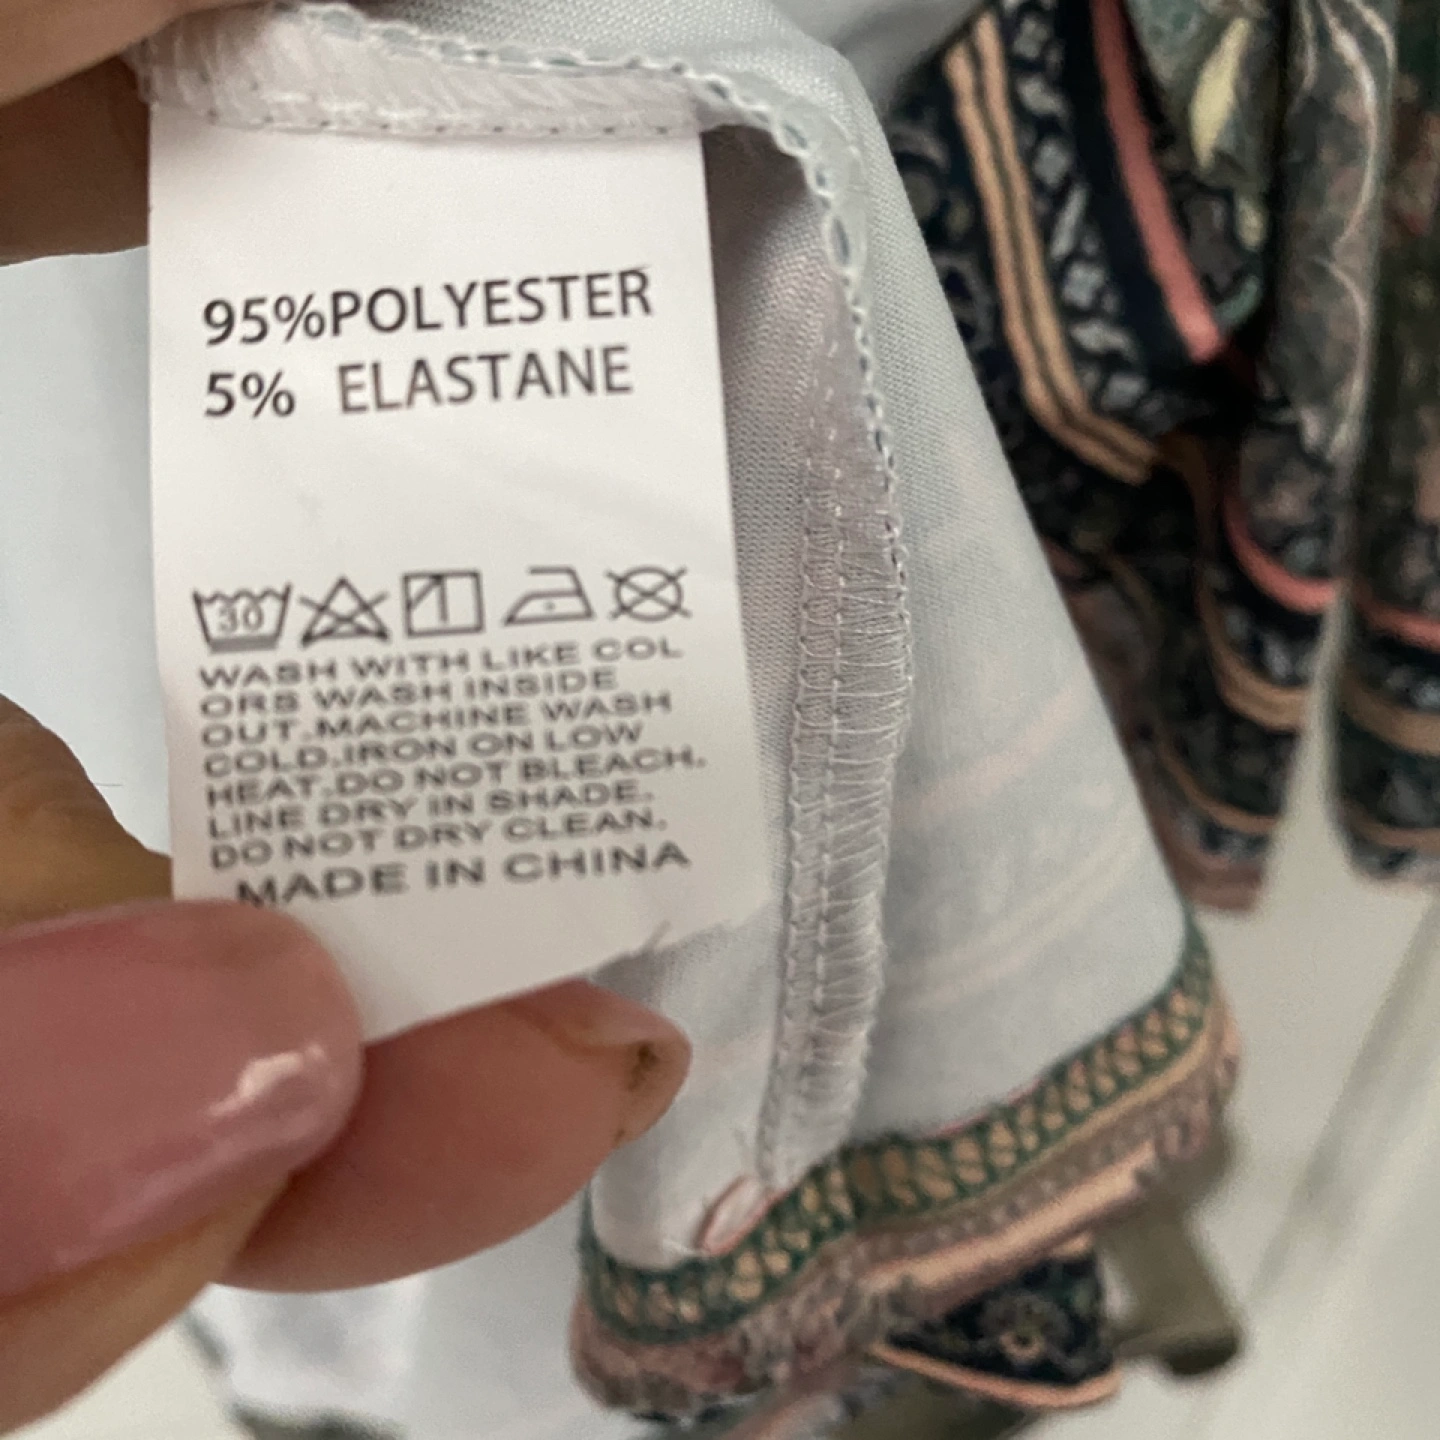 95%POLYESTER
5% ELASTANE
30
WASH WITH LIKE COL
ORS WASH INSIDE
OUT.MACHINE WASH
COLD.IRON ON LOW
HEAT.DO NOT BLEACH.
LINE DRY IN SHADE.
DO NOT DRY CLEAN.
MADE IN CHINA